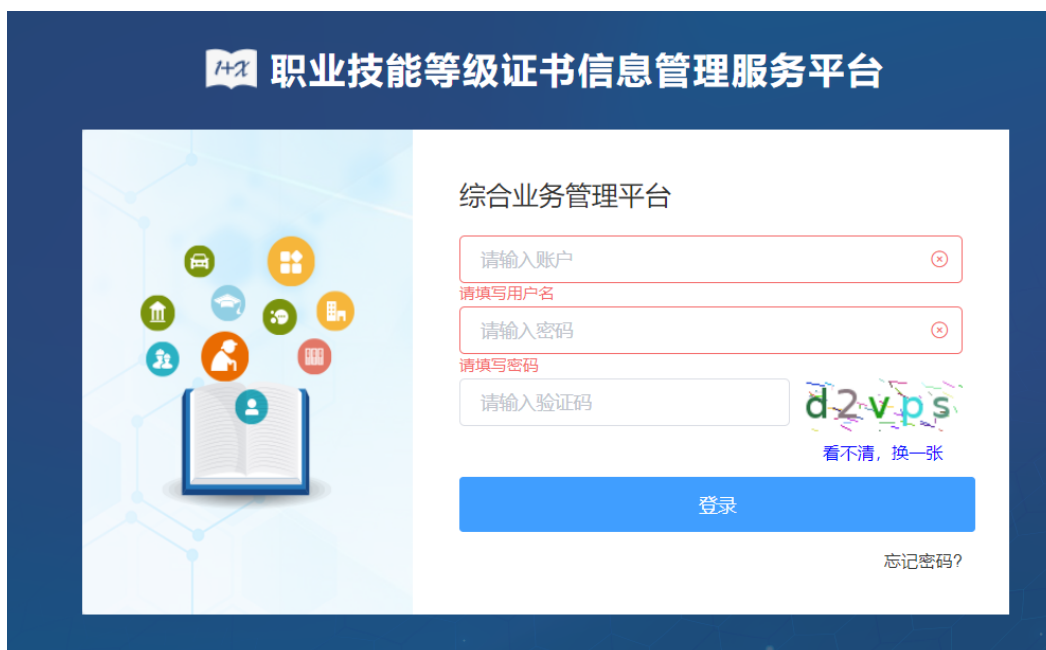 1+X 职业技能等级证书信息管理服务平台
综合业务管理平台
请输入账户
请填写用户名
请输入密码
请填写密码
请输入验证码 d2vps
看不清，换一张
登录
忘记密码?